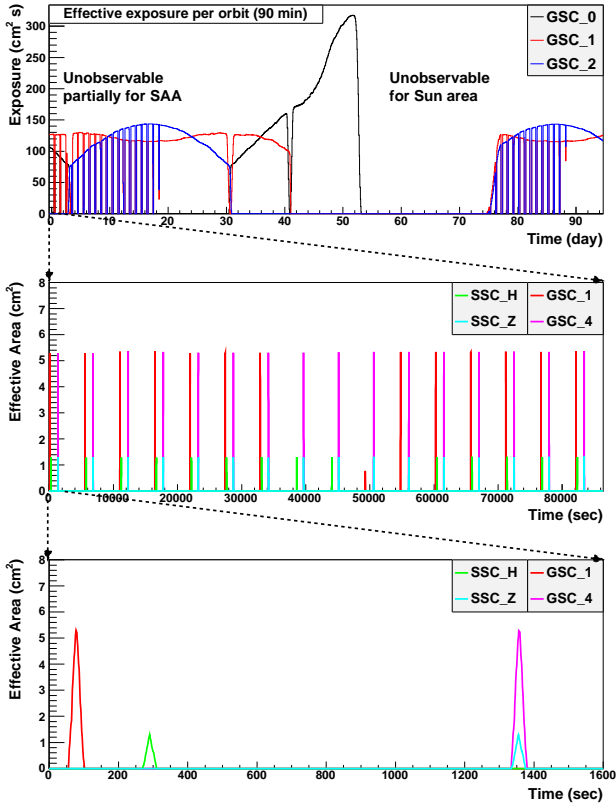 Effective exposure per orbit (90 min)
GSC_0
GSC_1
GSC_2
Unobservable
partially for SAA
Unobservable
for Sun area
Exposure (cm² s)
300
250
200
150
100
50
0
0 10 20 30 40 50 60 70 80 90
Time (day)
SSC_H GSC_1
SSC_Z GSC_4
Effective Area (cm²)
8
7
6
5
4
3
2
1
0
0 10000 20000 30000 40000 50000 60000 70000 80000
Time (sec)
SSC_H GSC_1
SSC_Z GSC_4
Effective Area (cm²)
8
7
6
5
4
3
2
1
0
0 200 400 600 800 1000 1200 1400 1600
Time (sec)